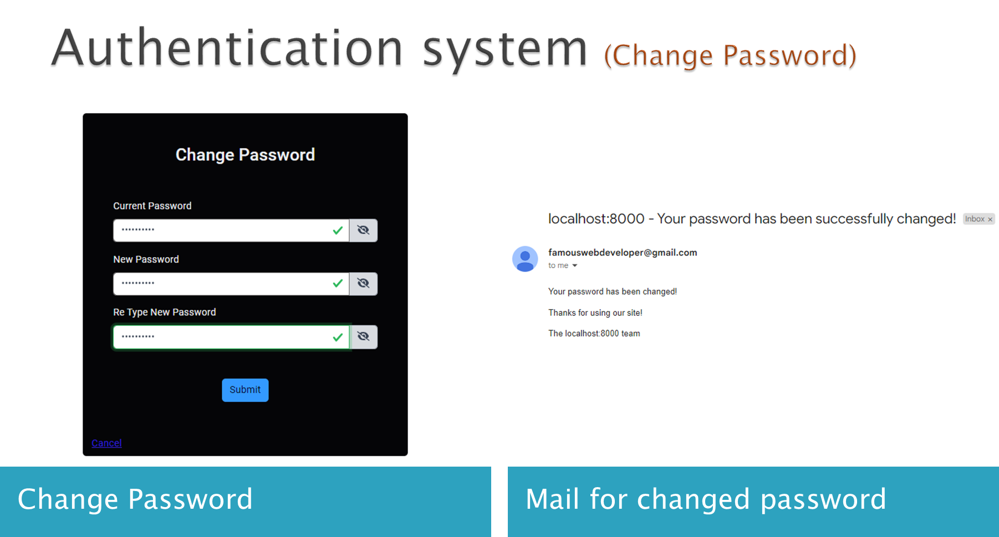 Authentication system (Change Password)
Change Password
Current Password
••••••••••
New Password
••••••••••
Re Type New Password
••••••••••
Submit
Cancel
localhost:8000 - Your password has been successfully changed! Inbox ×
famouswebdeveloper@gmail.com
to me
Your password has been changed!
Thanks for using our site!
The localhost:8000 team
Change Password
Mail for changed password